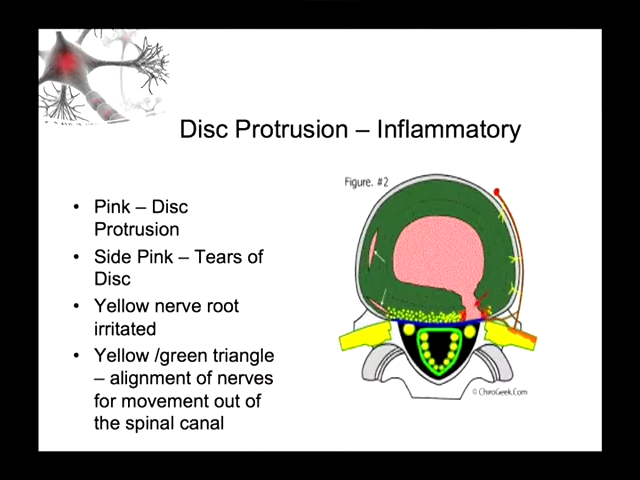 Disc Protrusion – Inflammatory
Figure. #2
• Pink – Disc
Protrusion
• Side Pink – Tears of
Disc
• Yellow nerve root
irritated
• Yellow /green triangle
– alignment of nerves
for movement out of
the spinal canal
© ChiroGeek.Com